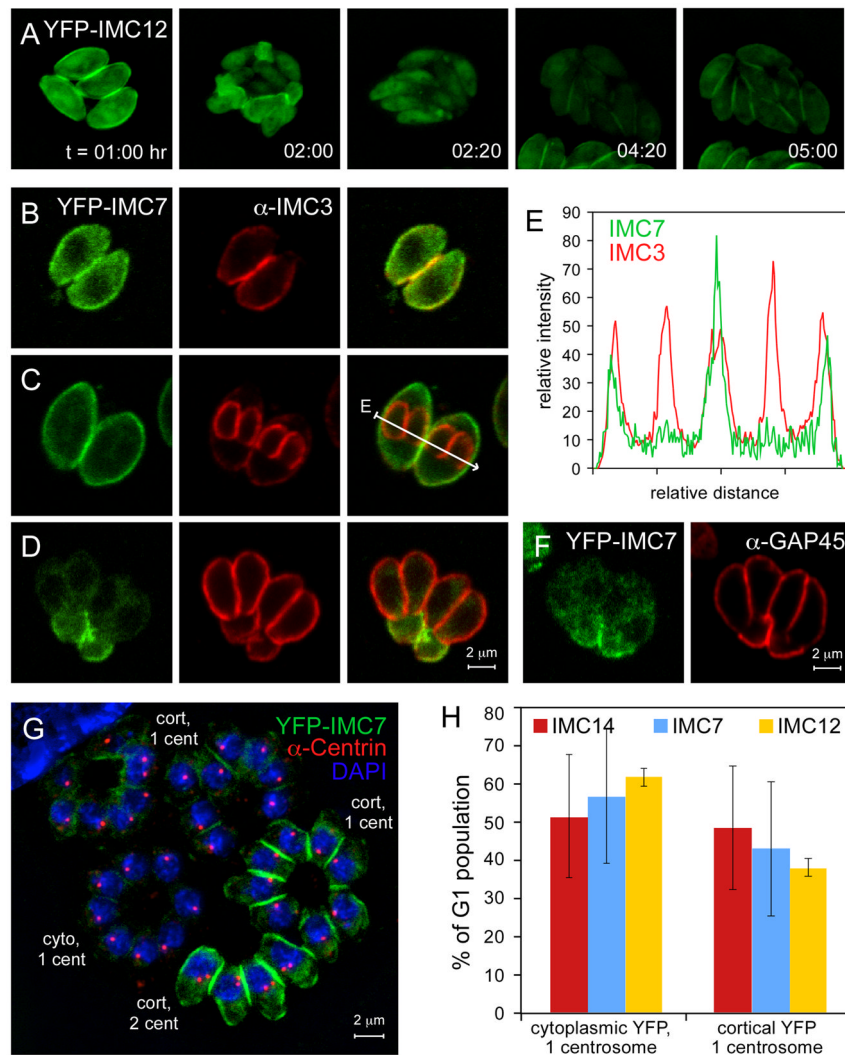 A
YFP-IMC12
t = 01:00 hr
02:00
02:20
04:20
05:00
B
YFP-IMC7
α-IMC3
C
E
D
2 μm
E
IMC7
IMC3
90
80
70
60
50
40
30
20
10
0
relative intensity
relative distance
F
YFP-IMC7
α-GAP45
2 μm
G
YFP-IMC7
α-Centrin
DAPI
cort,
1 cent
cort,
1 cent
cyto,
1 cent
cort,
2 cent
2 μm
H
IMC14
IMC7
IMC12
80
70
60
50
40
30
20
10
0
% of G1 population
cytoplasmic YFP,
1 centrosome
cortical YFP
1 centrosome